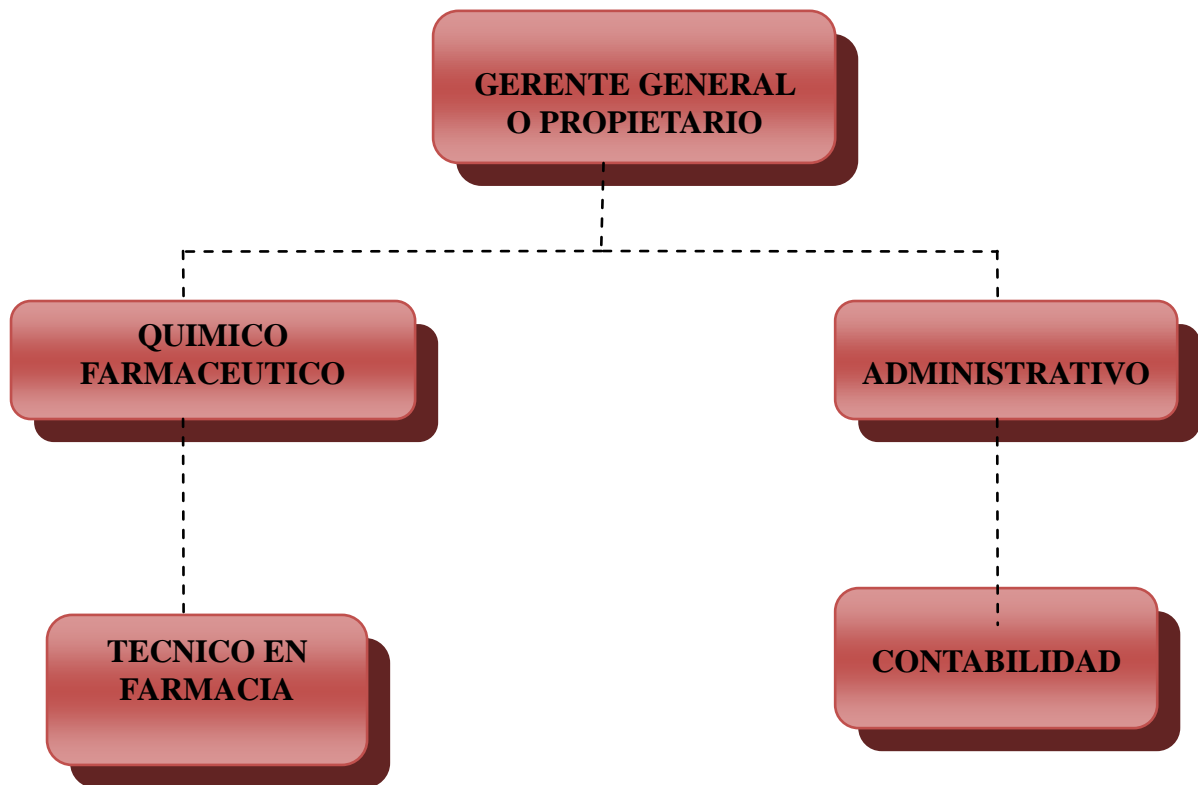 GERENTE GENERAL
O PROPIETARIO
QUIMICO
FARMACEUTICO
ADMINISTRATIVO
TECNICO EN
FARMACIA
CONTABILIDAD